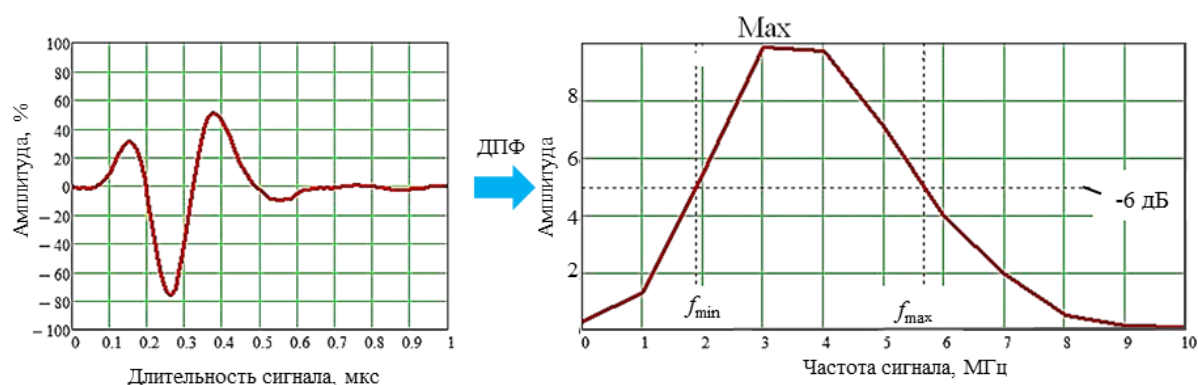 Амплитуда, %
100
80
60
40
20
0
− 20
− 40
− 60
− 80
− 100
0 0.1 0.2 0.3 0.4 0.5 0.6 0.7 0.8 0.9 1
Длительность сигнала, мкс
ДПФ
Max
Амплитуда
8
6
4
2
-6 дБ
fmin
fmax
0 1 2 3 4 5 6 7 8 9 10
Частота сигнала, МГц